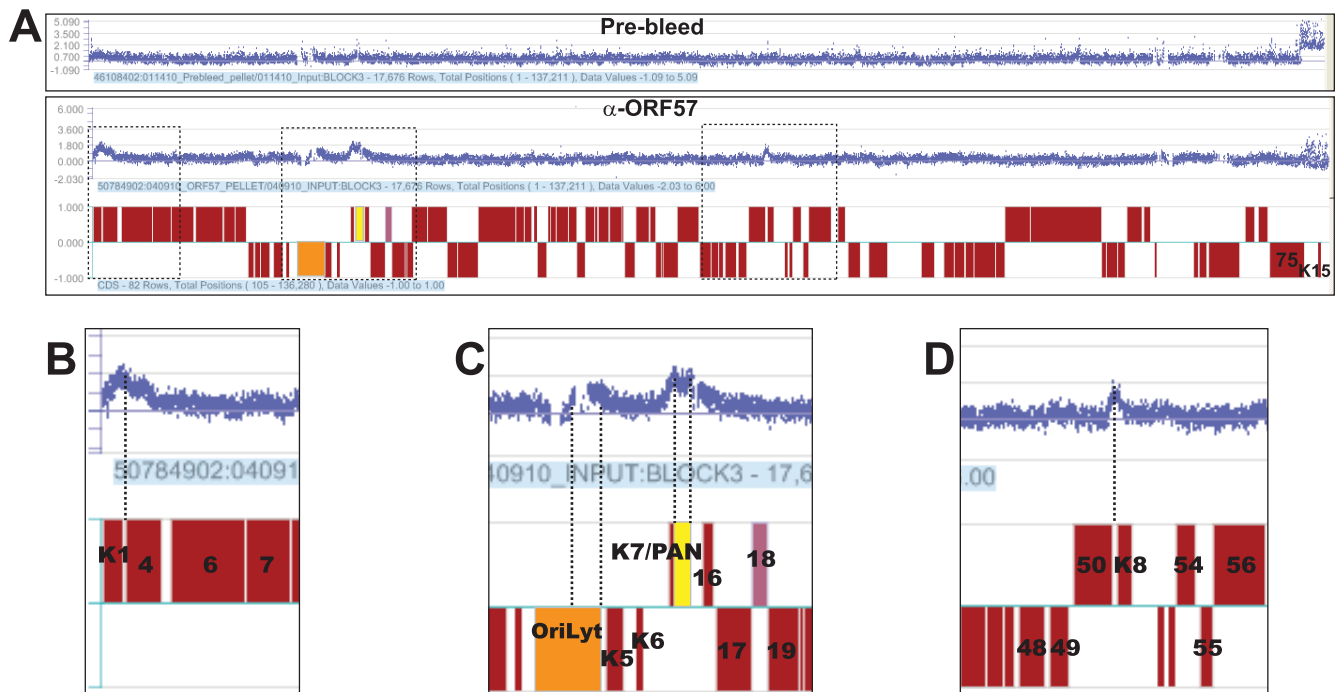 A
Pre-bleed
5.090
3.500
2.100
0.700
-1.090
46108402:011410_Prebleed_pellet/011410_Input:BLOCK3 - 17,676 Rows, Total Positions ( 1 - 137,211 ), Data Values -1.09 to 5.09
α-ORF57
6.000
3.600
1.800
0.000
-2.030
50784902:040910_ORF57_PELLET/040910_INPUT:BLOCK3 - 17,676 Rows, Total Positions ( 1 - 137,211 ), Data Values -2.03 to 6.00
1.000
0.000
-1.000
75
K15
CDS - 82 Rows, Total Positions ( 105 - 136,280 ), Data Values -1.00 to 1.00
B
50784902:04091
K1
4
6
7
C
40910_INPUT:BLOCK3 - 17,6
K7/PAN
16
18
OriLyt
K5
K6
17
19
D
.00
50
K8
54
56
48
49
55